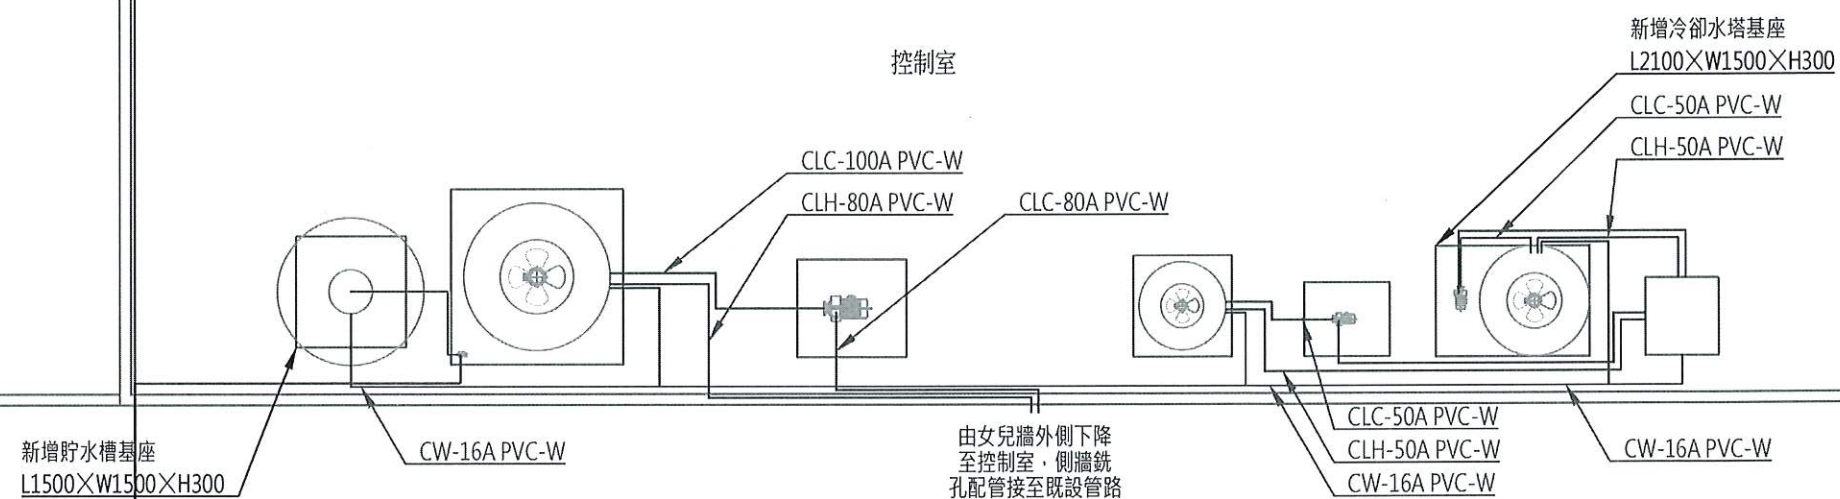 新增冷卻水塔基座
L2100×W1500×H300
控制室
CLC-50A PVC-W
CLH-50A PVC-W
CLC-100A PVC-W
CLH-80A PVC-W
CLC-80A PVC-W
新增貯水槽基座
L1500×W1500×H300
CW-16A PVC-W
由女兒牆外側下降
至控制室，側牆銑
孔配管接至既設管路
CLC-50A PVC-W
CLH-50A PVC-W
CW-16A PVC-W
CW-16A PVC-W